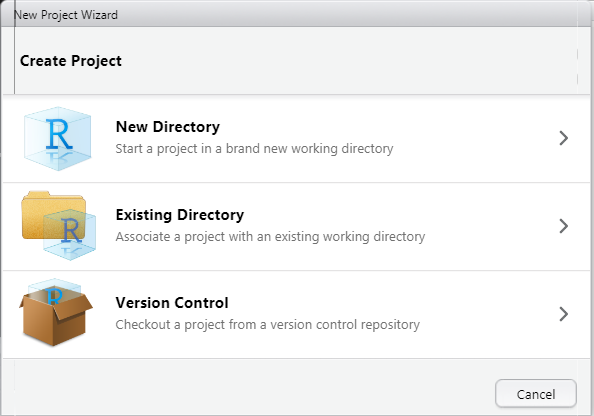 New Project Wizard
Create Project
R
New Directory
Start a project in a brand new working directory
R
Existing Directory
Associate a project with an existing working directory
R
Version Control
Checkout a project from a version control repository
Cancel